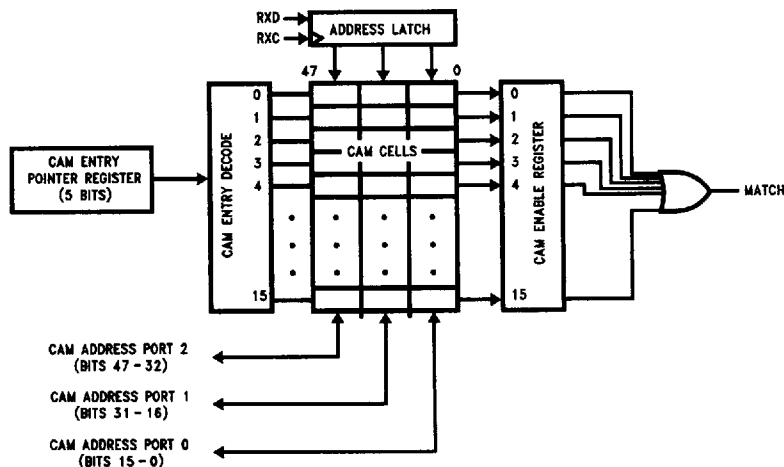 RXD
RXC
ADDRESS LATCH
47
0
CAM ENTRY
POINTER REGISTER
(5 BITS)
CAM ENTRY DECODE
0
1
2
3
4
15
CAM CELLS
0
1
2
3
4
15
CAM ENABLE REGISTER
MATCH
CAM ADDRESS PORT 2
(BITS 47-32)
CAM ADDRESS PORT 1
(BITS 31-16)
CAM ADDRESS PORT 0
(BITS 15-0)